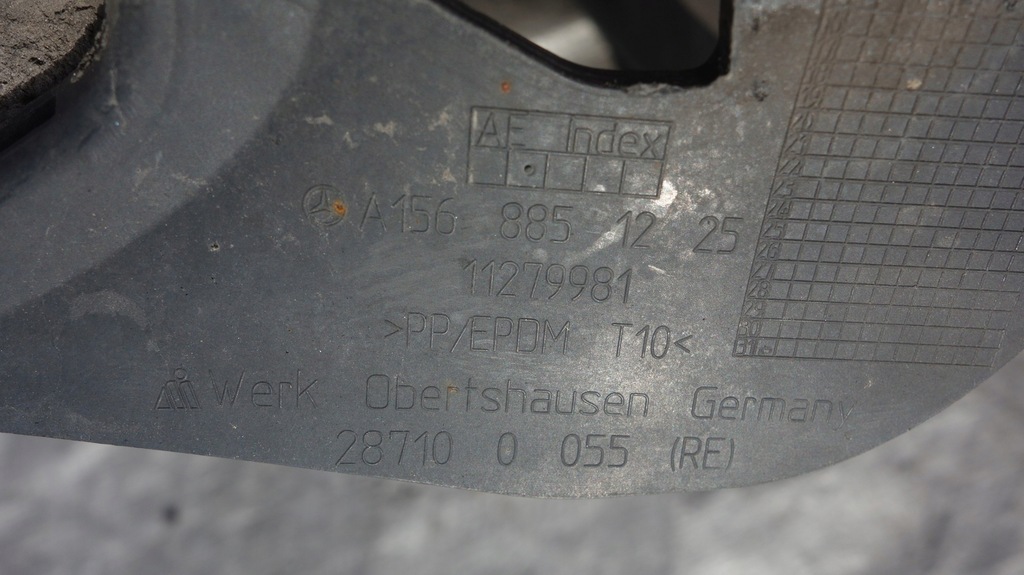 AE Index
A156 885 12 25
11279981
>PP/EPDM T10<
Werk Obertshausen Germany
28710 0 055 (RE)